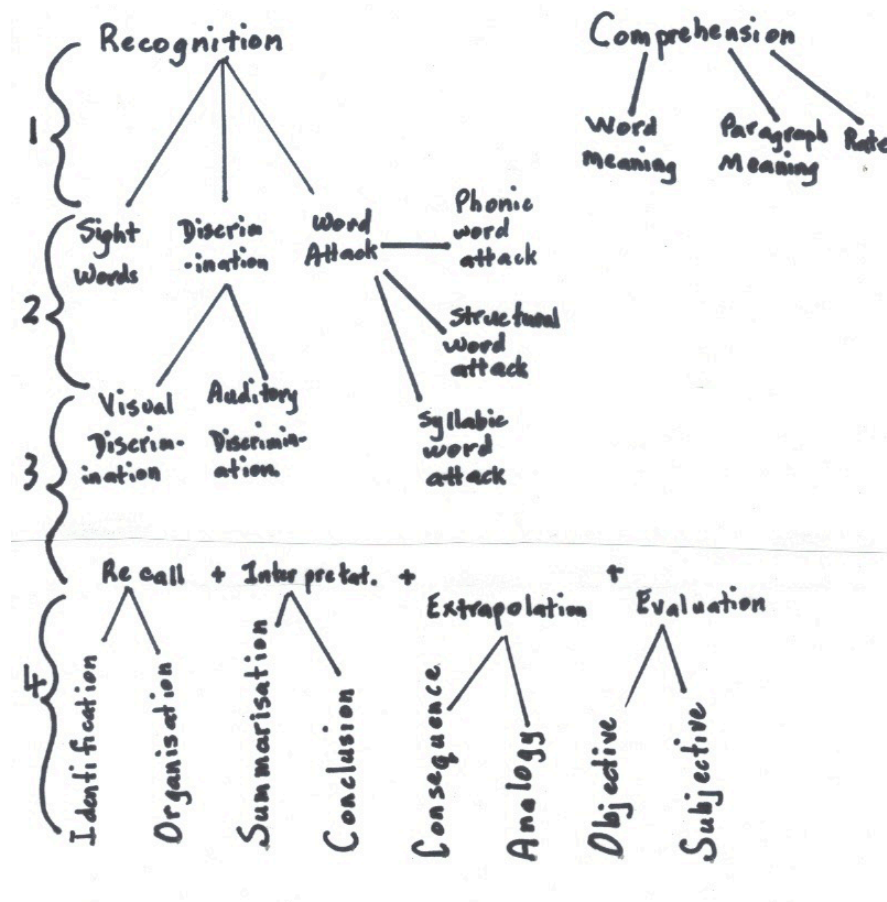 Recognition
Comprehension
1
Word
meaning
Paragraph
Meaning
Rate
2
Sight
Words
Discrim
-ination
Word
Attack
Phonic
word
attack
Structural
word
attack
Syllabic
word
attack
3
Visual
Discrim-
ination
Auditory
Discrimin-
ation.
Recall + Interpretat. + +
Extrapolation
Evaluation
4
Identification
Organisation
Summarisation
Conclusion
Consequence
Analogy
Objective
Subjective